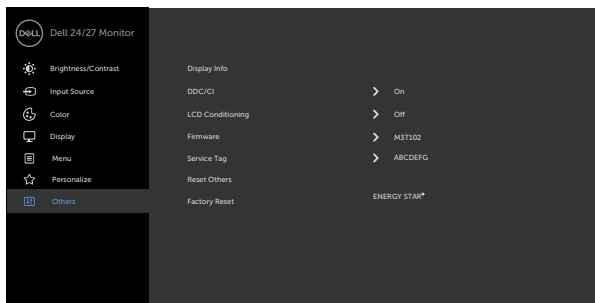 DELL Dell 24/27 Monitor
Brightness/Contrast Display Info
Input Source DDC/CI > On
Color LCD Conditioning > Off
Display Firmware > M3T102
Menu Service Tag > ABCDEFG
Personalize Reset Others
Others Factory Reset ENERGY STAR®